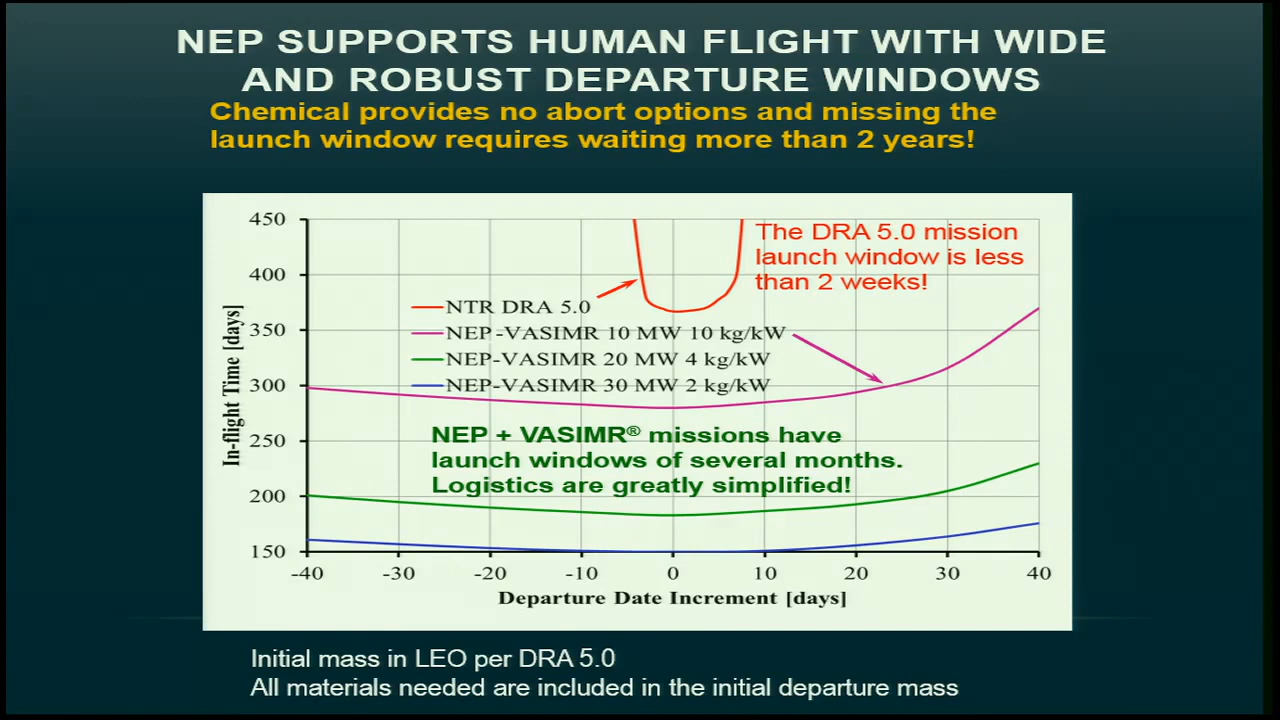 NEP SUPPORTS HUMAN FLIGHT WITH WIDE
AND ROBUST DEPARTURE WINDOWS
Chemical provides no abort options and missing the
launch window requires waiting more than 2 years!
450
400
350
300
250
200
150
In-flight Time [days]
The DRA 5.0 mission
launch window is less
than 2 weeks!
NTR DRA 5.0
NEP -VASIMR 10 MW 10 kg/kW
NEP-VASIMR 20 MW 4 kg/kW
NEP-VASIMR 30 MW 2 kg/kW
NEP + VASIMR® missions have
launch windows of several months.
Logistics are greatly simplified!
-40 -30 -20 -10 0 10 20 30 40
Departure Date Increment [days]
Initial mass in LEO per DRA 5.0
All materials needed are included in the initial departure mass